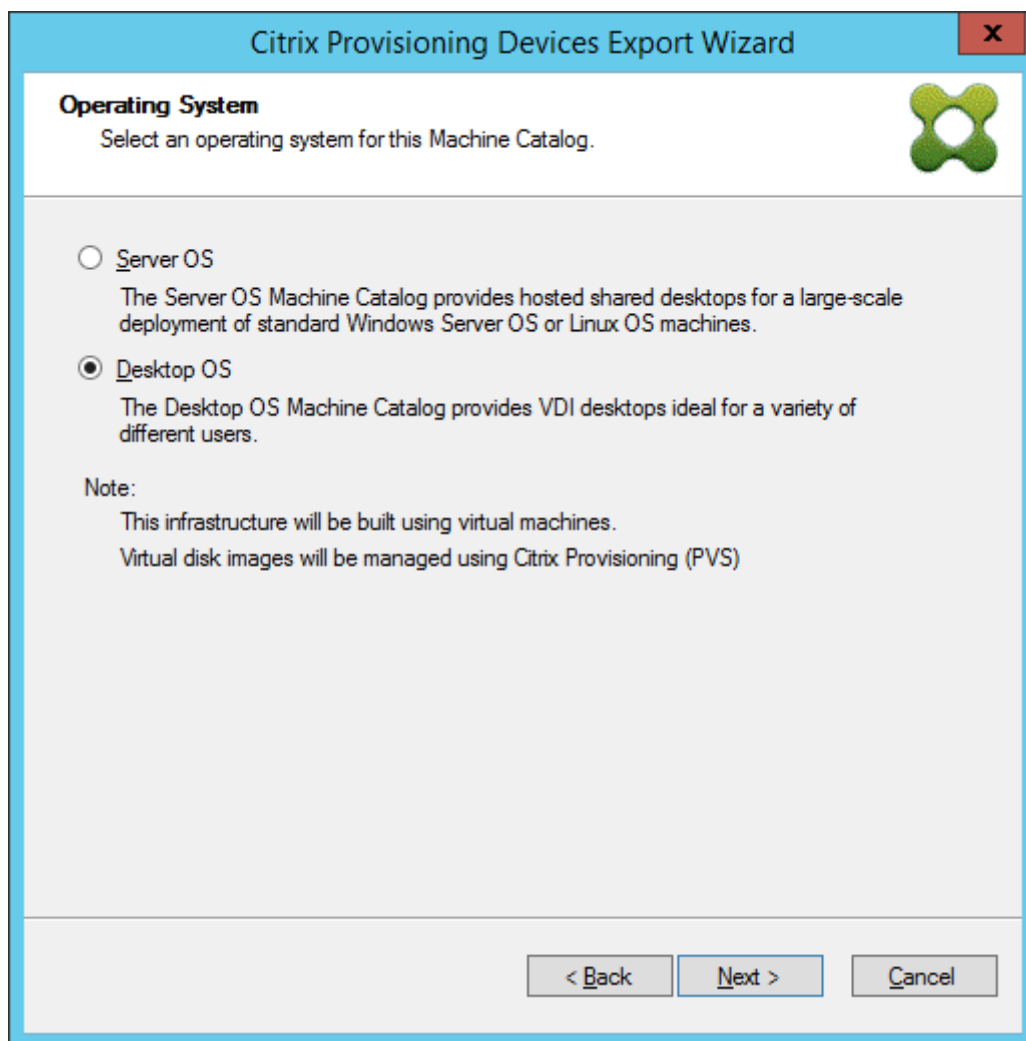 Citrix Provisioning Devices Export Wizard
x
Operating System
Select an operating system for this Machine Catalog.
Server OS
The Server OS Machine Catalog provides hosted shared desktops for a large-scale
deployment of standard Windows Server OS or Linux OS machines.
Desktop OS
The Desktop OS Machine Catalog provides VDI desktops ideal for a variety of
different users.
Note:
This infrastructure will be built using virtual machines.
Virtual disk images will be managed using Citrix Provisioning (PVS)
< Back
Next >
Cancel